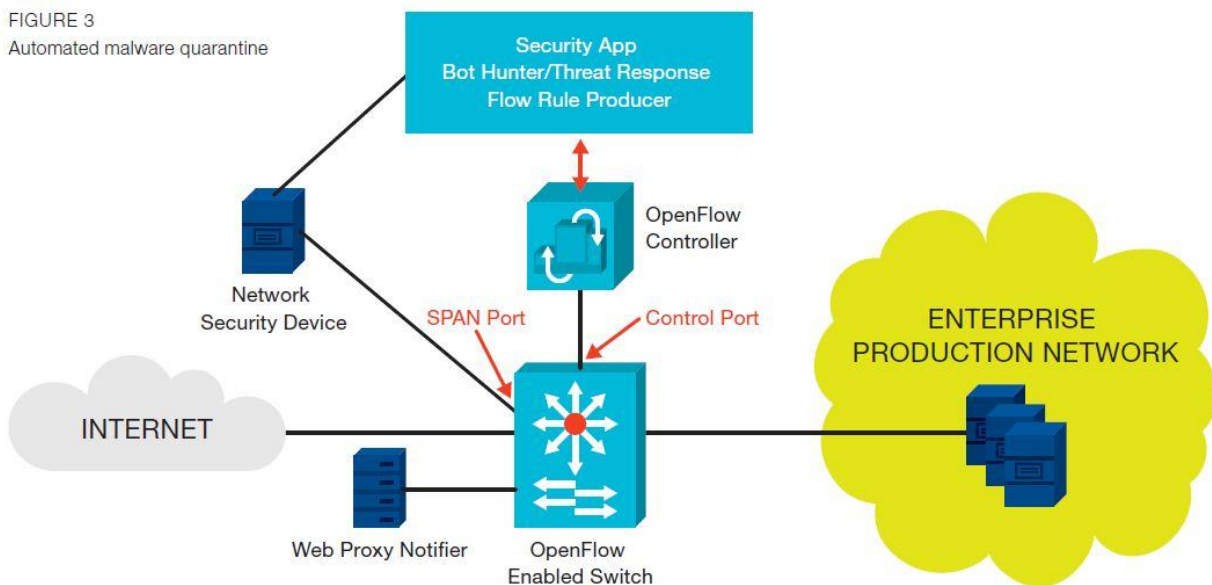 FIGURE 3
Automated malware quarantine
Security App
Bot Hunter/Threat Response
Flow Rule Producer
OpenFlow
Controller
Network
Security Device
SPAN Port
Control Port
ENTERPRISE
PRODUCTION NETWORK
INTERNET
Web Proxy Notifier
OpenFlow
Enabled Switch